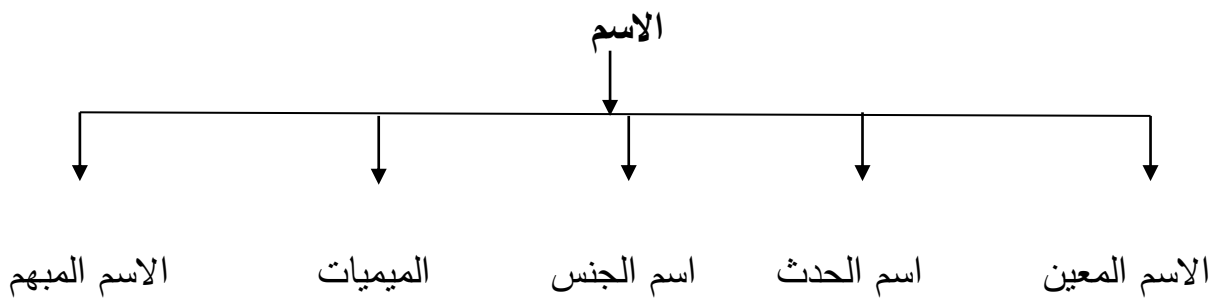 الاسم
الاسم المعين اسم الحدث اسم الجنس الميميات الاسم المبهم